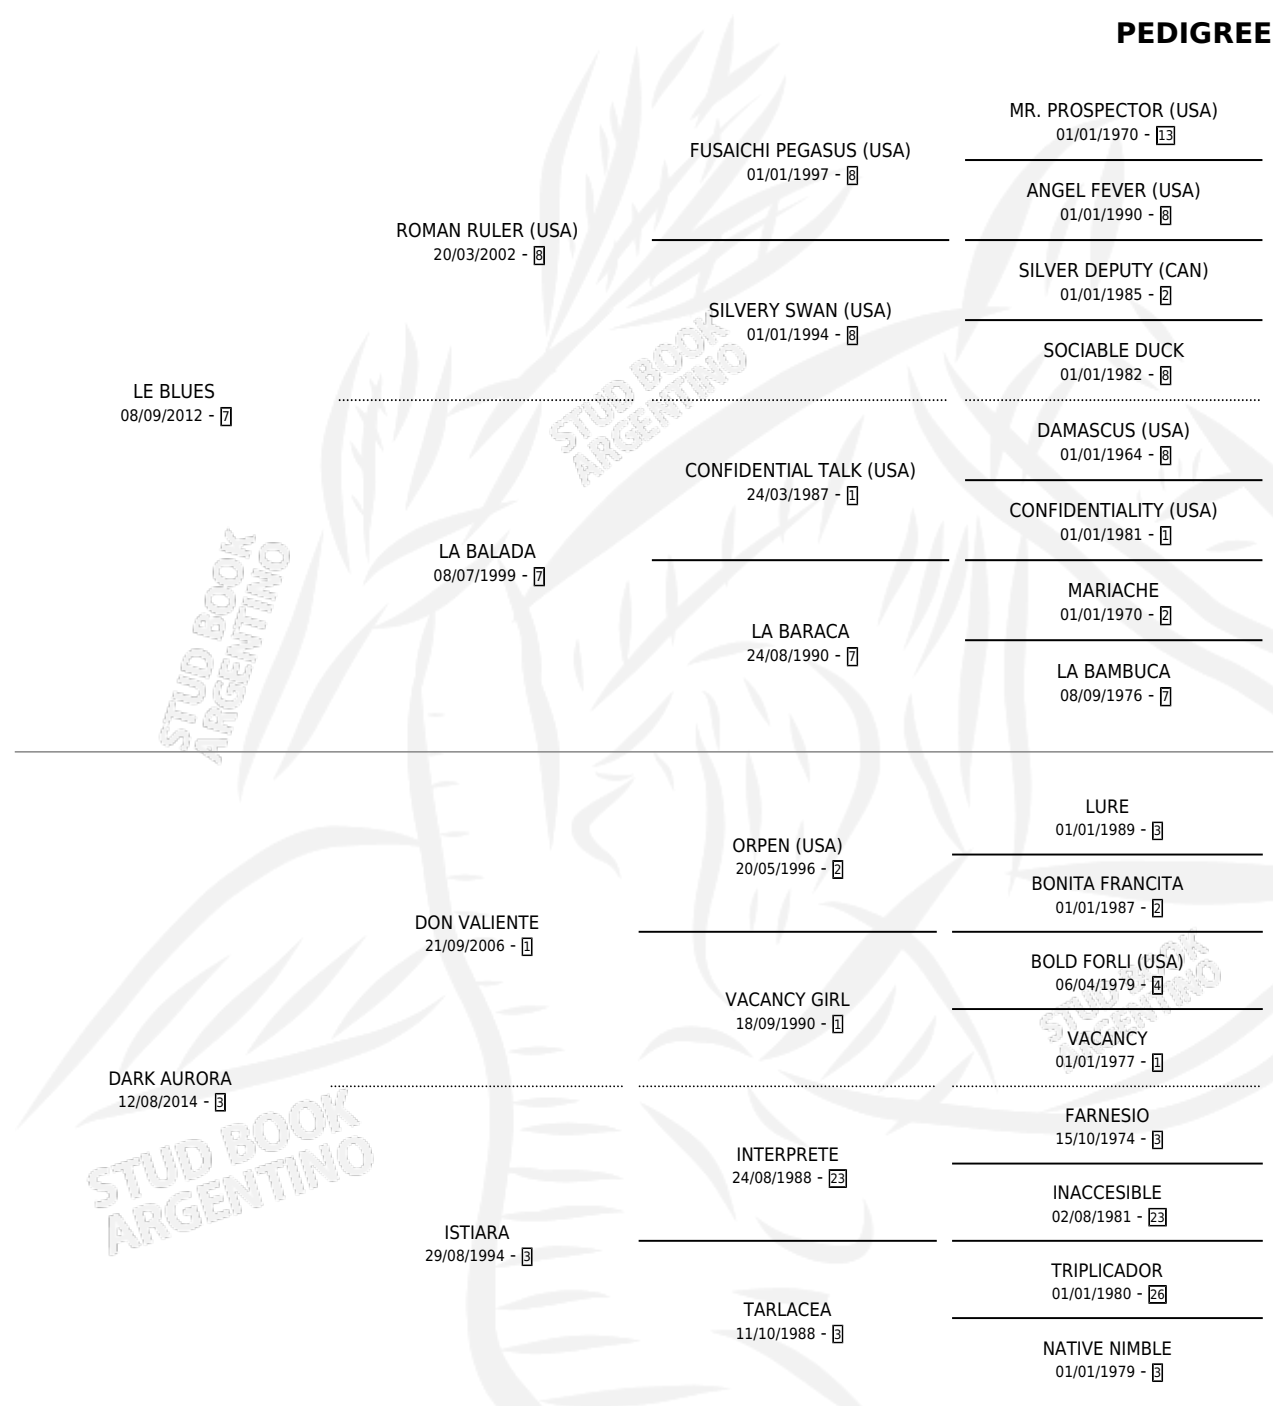 PEDIGREE
MR. PROSPECTOR (USA)
01/01/1970 - 13
FUSAICHI PEGASUS (USA)
01/01/1997 - 8
ANGEL FEVER (USA)
01/01/1990 - 8
ROMAN RULER (USA)
20/03/2002 - 8
SILVER DEPUTY (CAN)
01/01/1985 - 2
SILVERY SWAN (USA)
01/01/1994 - 8
SOCIABLE DUCK
01/01/1982 - 8
LE BLUES
08/09/2012 - 7
DAMASCUS (USA)
01/01/1964 - 8
CONFIDENTIAL TALK (USA)
24/03/1987 - 1
CONFIDENTIALITY (USA)
01/01/1981 - 1
LA BALADA
08/07/1999 - 7
MARIACHE
01/01/1970 - 2
LA BARACA
24/08/1990 - 7
LA BAMBUCA
08/09/1976 - 7
STUD BOOK
ARGENTINO
STUD BOOK
ARGENTINO
LURE
01/01/1989 - 3
ORPEN (USA)
20/05/1996 - 2
BONITA FRANCITA
01/01/1987 - 2
DON VALIENTE
21/09/2006 - 1
BOLD FORLI (USA)
06/04/1979 - 4
VACANCY GIRL
18/09/1990 - 1
VACANCY
01/01/1977 - 1
DARK AURORA
12/08/2014 - 3
FARNESIO
15/10/1974 - 3
INTERPRETE
24/08/1988 - 23
INACCESIBLE
02/08/1981 - 23
ISTIARA
29/08/1994 - 3
TRIPLICADOR
01/01/1980 - 26
TARLACEA
11/10/1988 - 3
NATIVE NIMBLE
01/01/1979 - 3
STUD BOOK
ARGENTINO
STUD BOOK
ARGENTINO